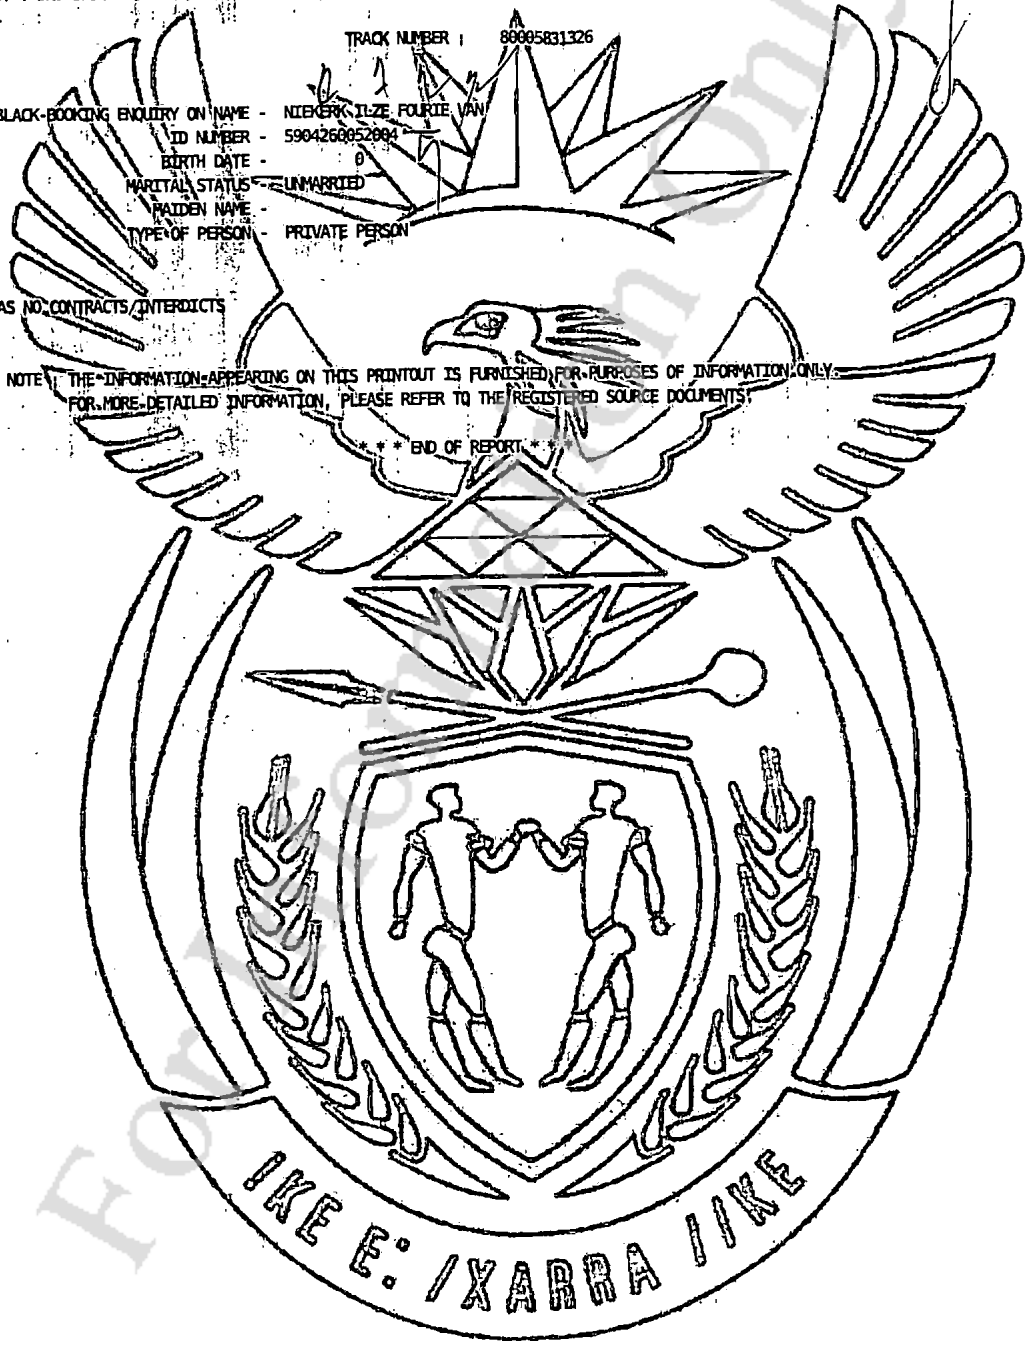 TRACK NUMBER : 80005831326
BLACK-BOOKING ENQUIRY ON NAME - NIEKERK ILZE FOURIE VAN
ID NUMBER - 5904260052004
BIRTH DATE - 0
MARITAL STATUS - UNMARRIED
MAIDEN NAME -
TYPE OF PERSON - PRIVATE PERSON
AS NO CONTRACTS/INTERDICTS
NOTE : THE INFORMATION APPEARING ON THIS PRINTOUT IS FURNISHED FOR PURPOSES OF INFORMATION ONLY.
FOR MORE DETAILED INFORMATION, PLEASE REFER TO THE REGISTERED SOURCE DOCUMENTS.
* * * END OF REPORT * * *
!KE E: /XARRA //KE
For Information Only